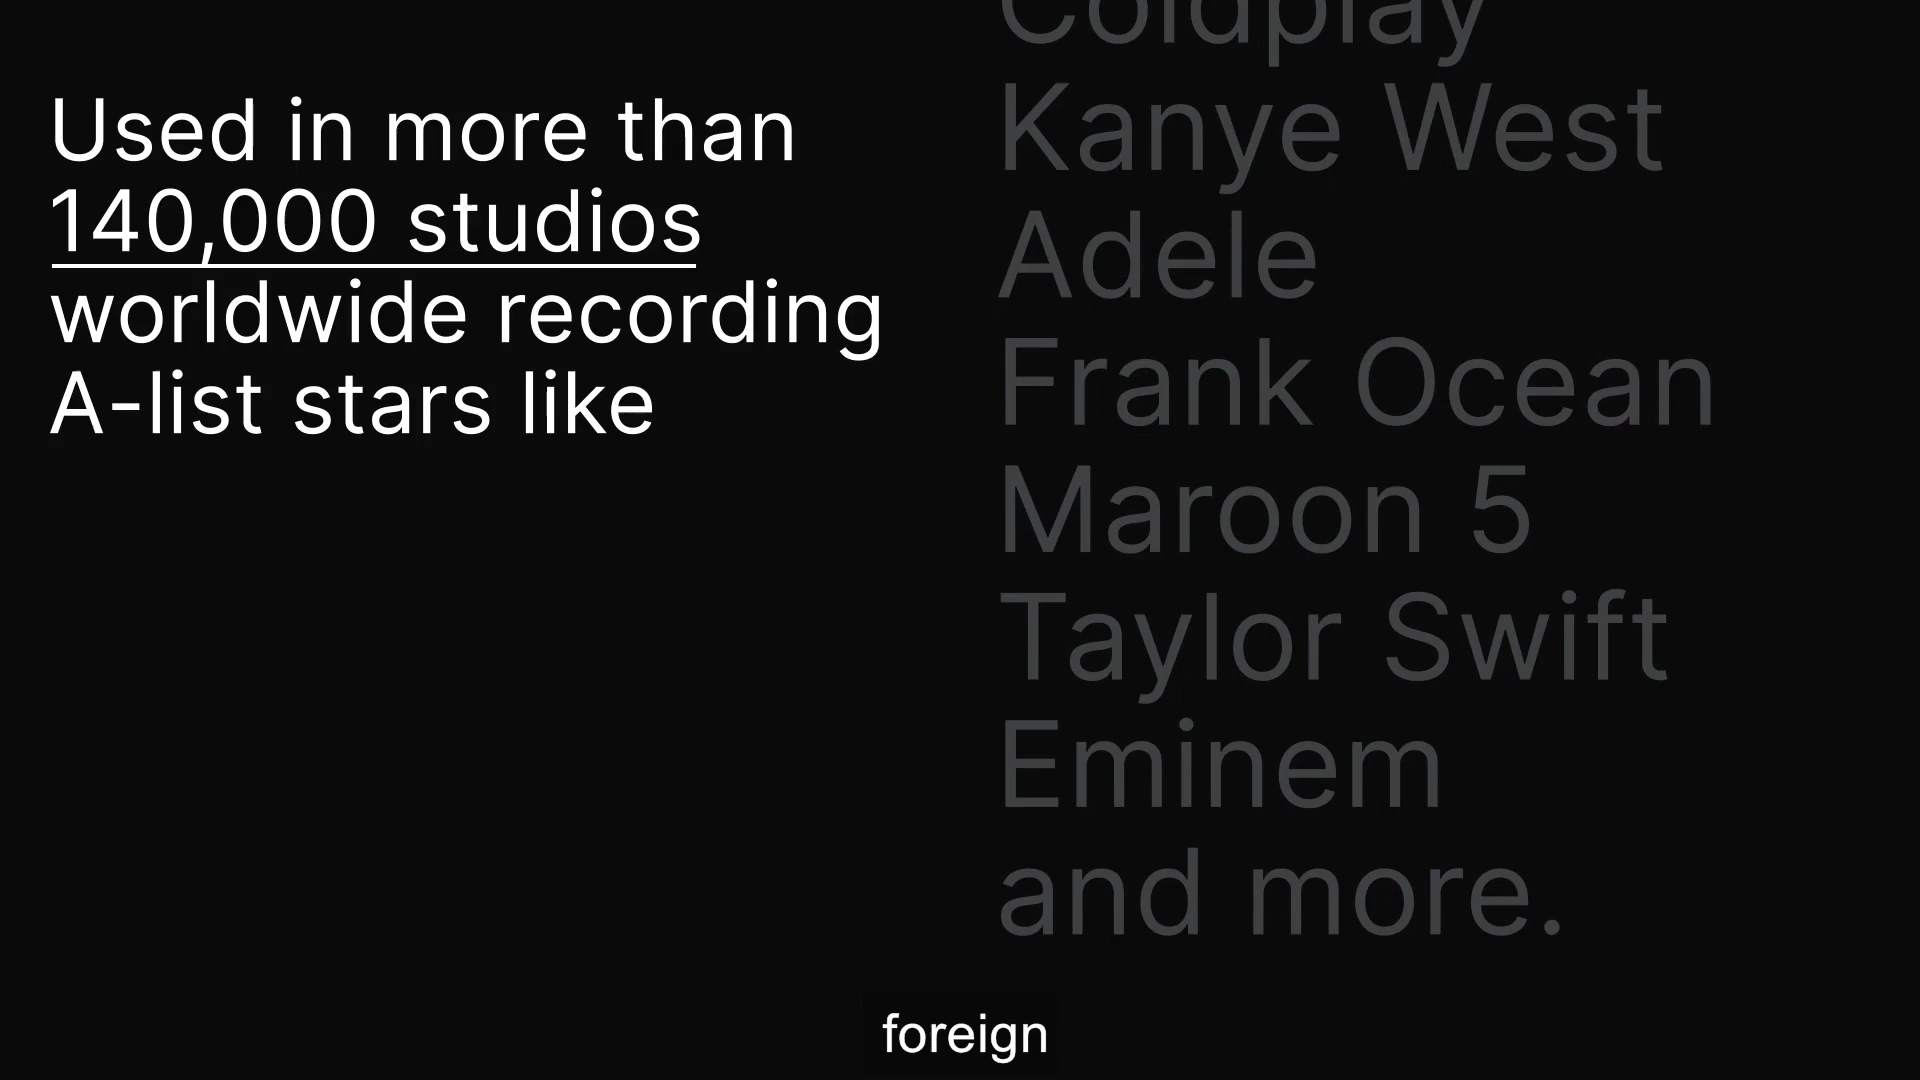 Used in more than
140,000 studios
worldwide recording
A-list stars like
Coldplay
Kanye West
Adele
Frank Ocean
Maroon 5
Taylor Swift
Eminem
and more.
foreign